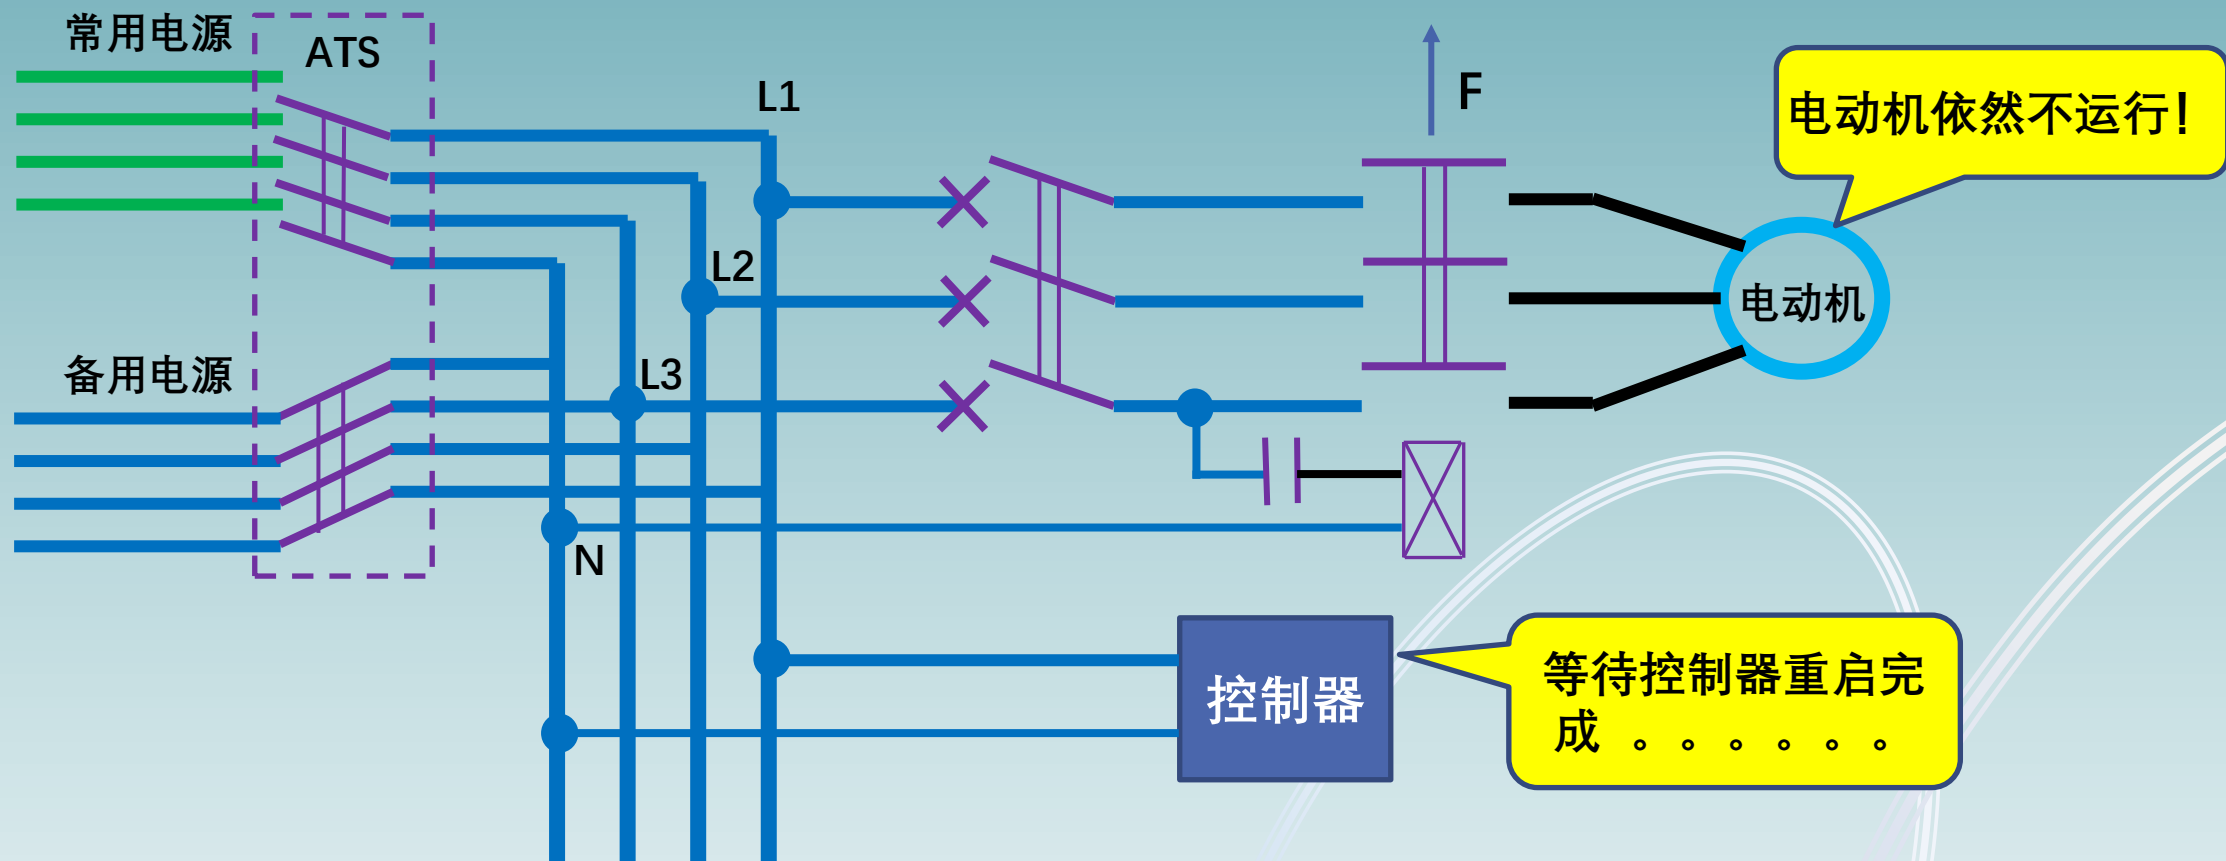 常用电源
ATS
L1
F
电动机依然不运行!
L2
电动机
备用电源
L3
N
控制器
等待控制器重启完
成 。。。。。。